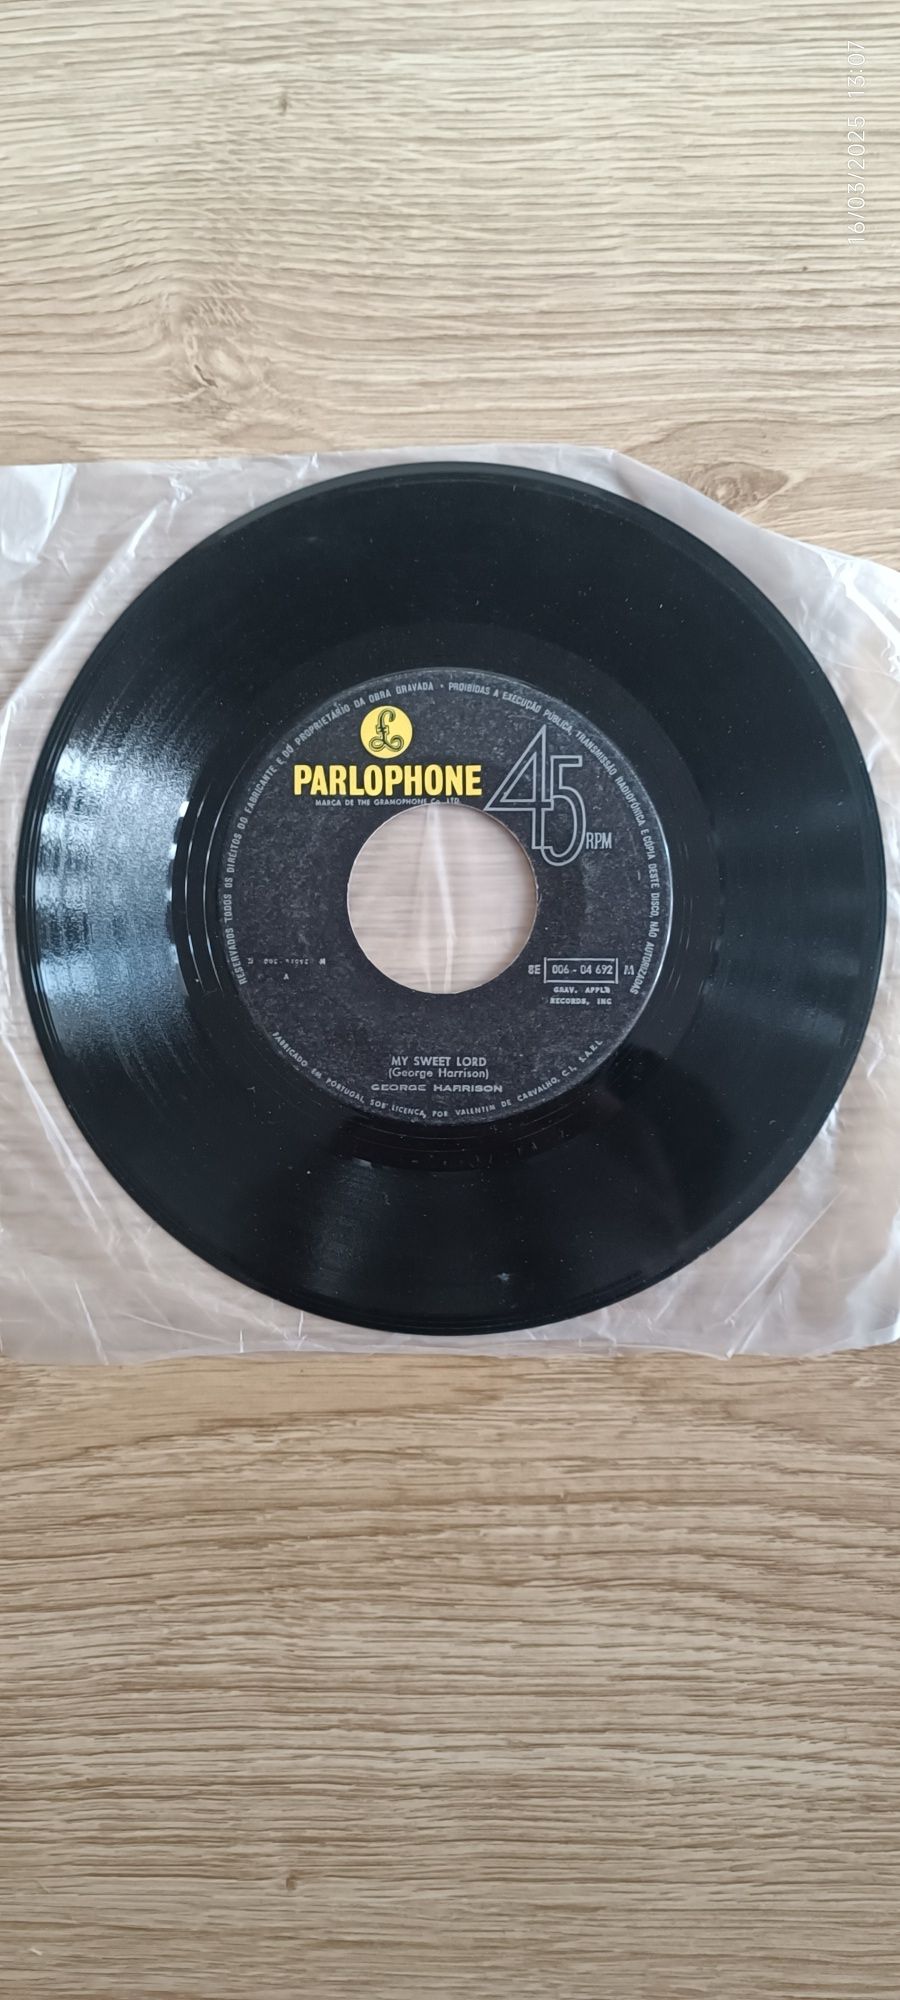 16/03/2025 13:07
RESERVADOS TODOS OS DIREITOS DO FABRICANTE E DO PROPRIETÁRIO DA OBRA GRAVADA • PROIBIDAS A EXECUÇÃO PÚBLICA, TRANSMISSÃO RADIOFÓNICA E CÓPIA DESTE DISCO, NÃO AUTORIZADAS
£
PARLOPHONE
MARCA DE THE GRAMOPHONE Co. LTD.
45 RPM
8E 006 - 04 692 M
GRAV. APPLE
RECORDS, INC
MY SWEET LORD
(George Harrison)
GEORGE HARRISON
FABRICADO EM PORTUGAL, SOB LICENÇA, POR VALENTIM DE CARVALHO, C.I., S.A.R.L